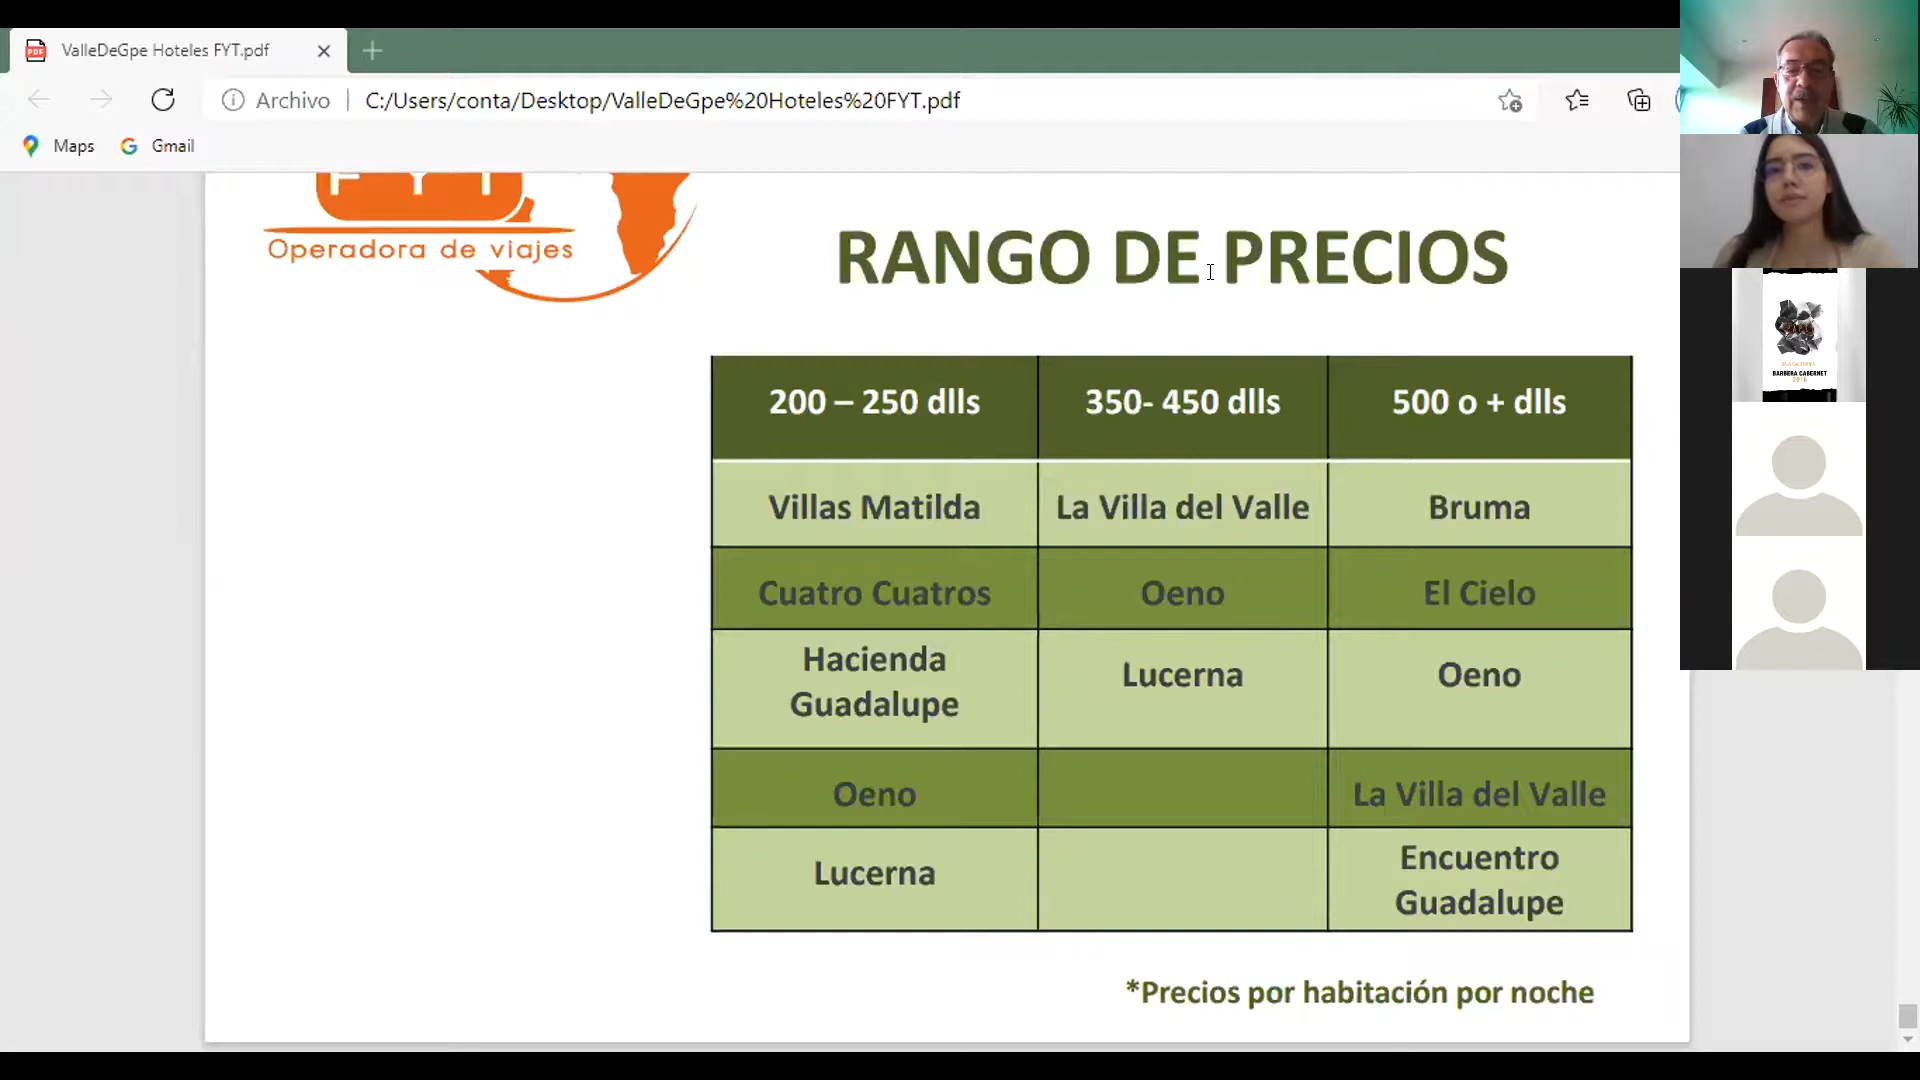 ValleDeGpe Hoteles FYT.pdf
Archivo
C:/Users/conta/Desktop/ValleDeGpe%20Hoteles%20FYT.pdf
Maps
Gmail
FYT
Operadora de viajes
RANGO DE PRECIOS
200 – 250 dlls
350- 450 dlls
500 o + dlls
Villas Matilda
La Villa del Valle
Bruma
Cuatro Cuatros
Oeno
El Cielo
Hacienda
Guadalupe
Lucerna
Oeno
Oeno
La Villa del Valle
Lucerna
Encuentro
Guadalupe
*Precios por habitación por noche
BARBERA CABERNET